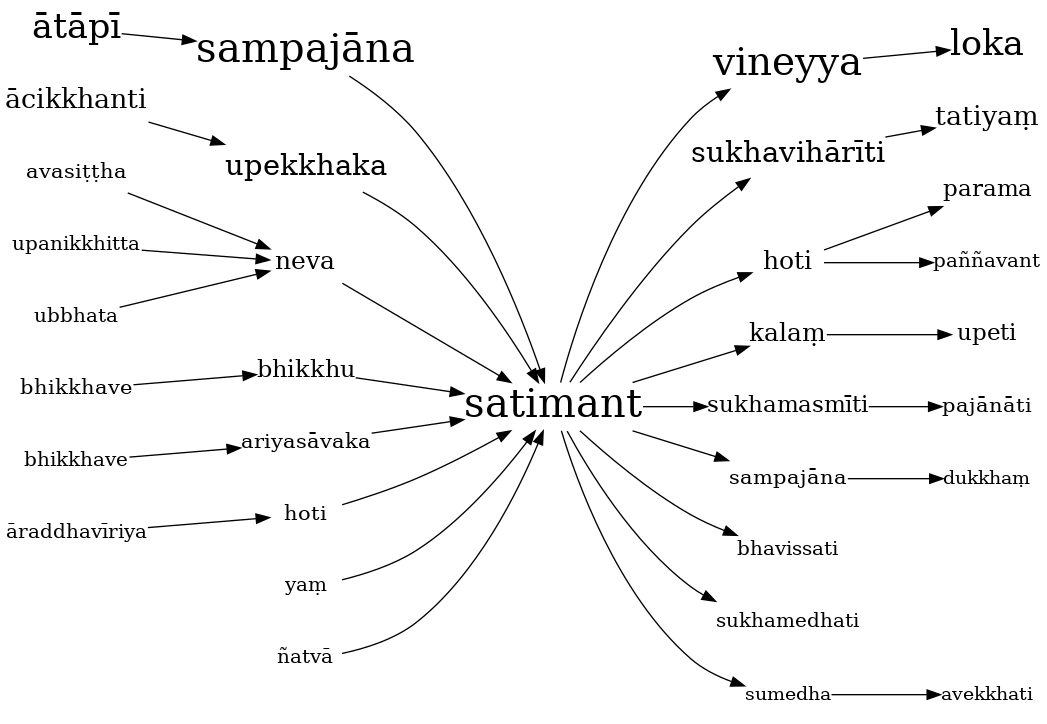 ātāpī
sampajāna
vineyya
loka
ācikkhanti
tatiyaṃ
upekkhaka
sukhavihārīti
avasiṭṭha
parama
upanikkhitta
neva
hoti
paññavant
ubbhata
kalaṃ
upeti
bhikkhave
bhikkhu
satimant
sukhamasmīti
pajānāti
bhikkhave
ariyasāvaka
sampajāna
dukkhaṃ
āraddhavīriya
hoti
bhavissati
yaṃ
sukhamedhati
ñatvā
sumedha
avekkhati